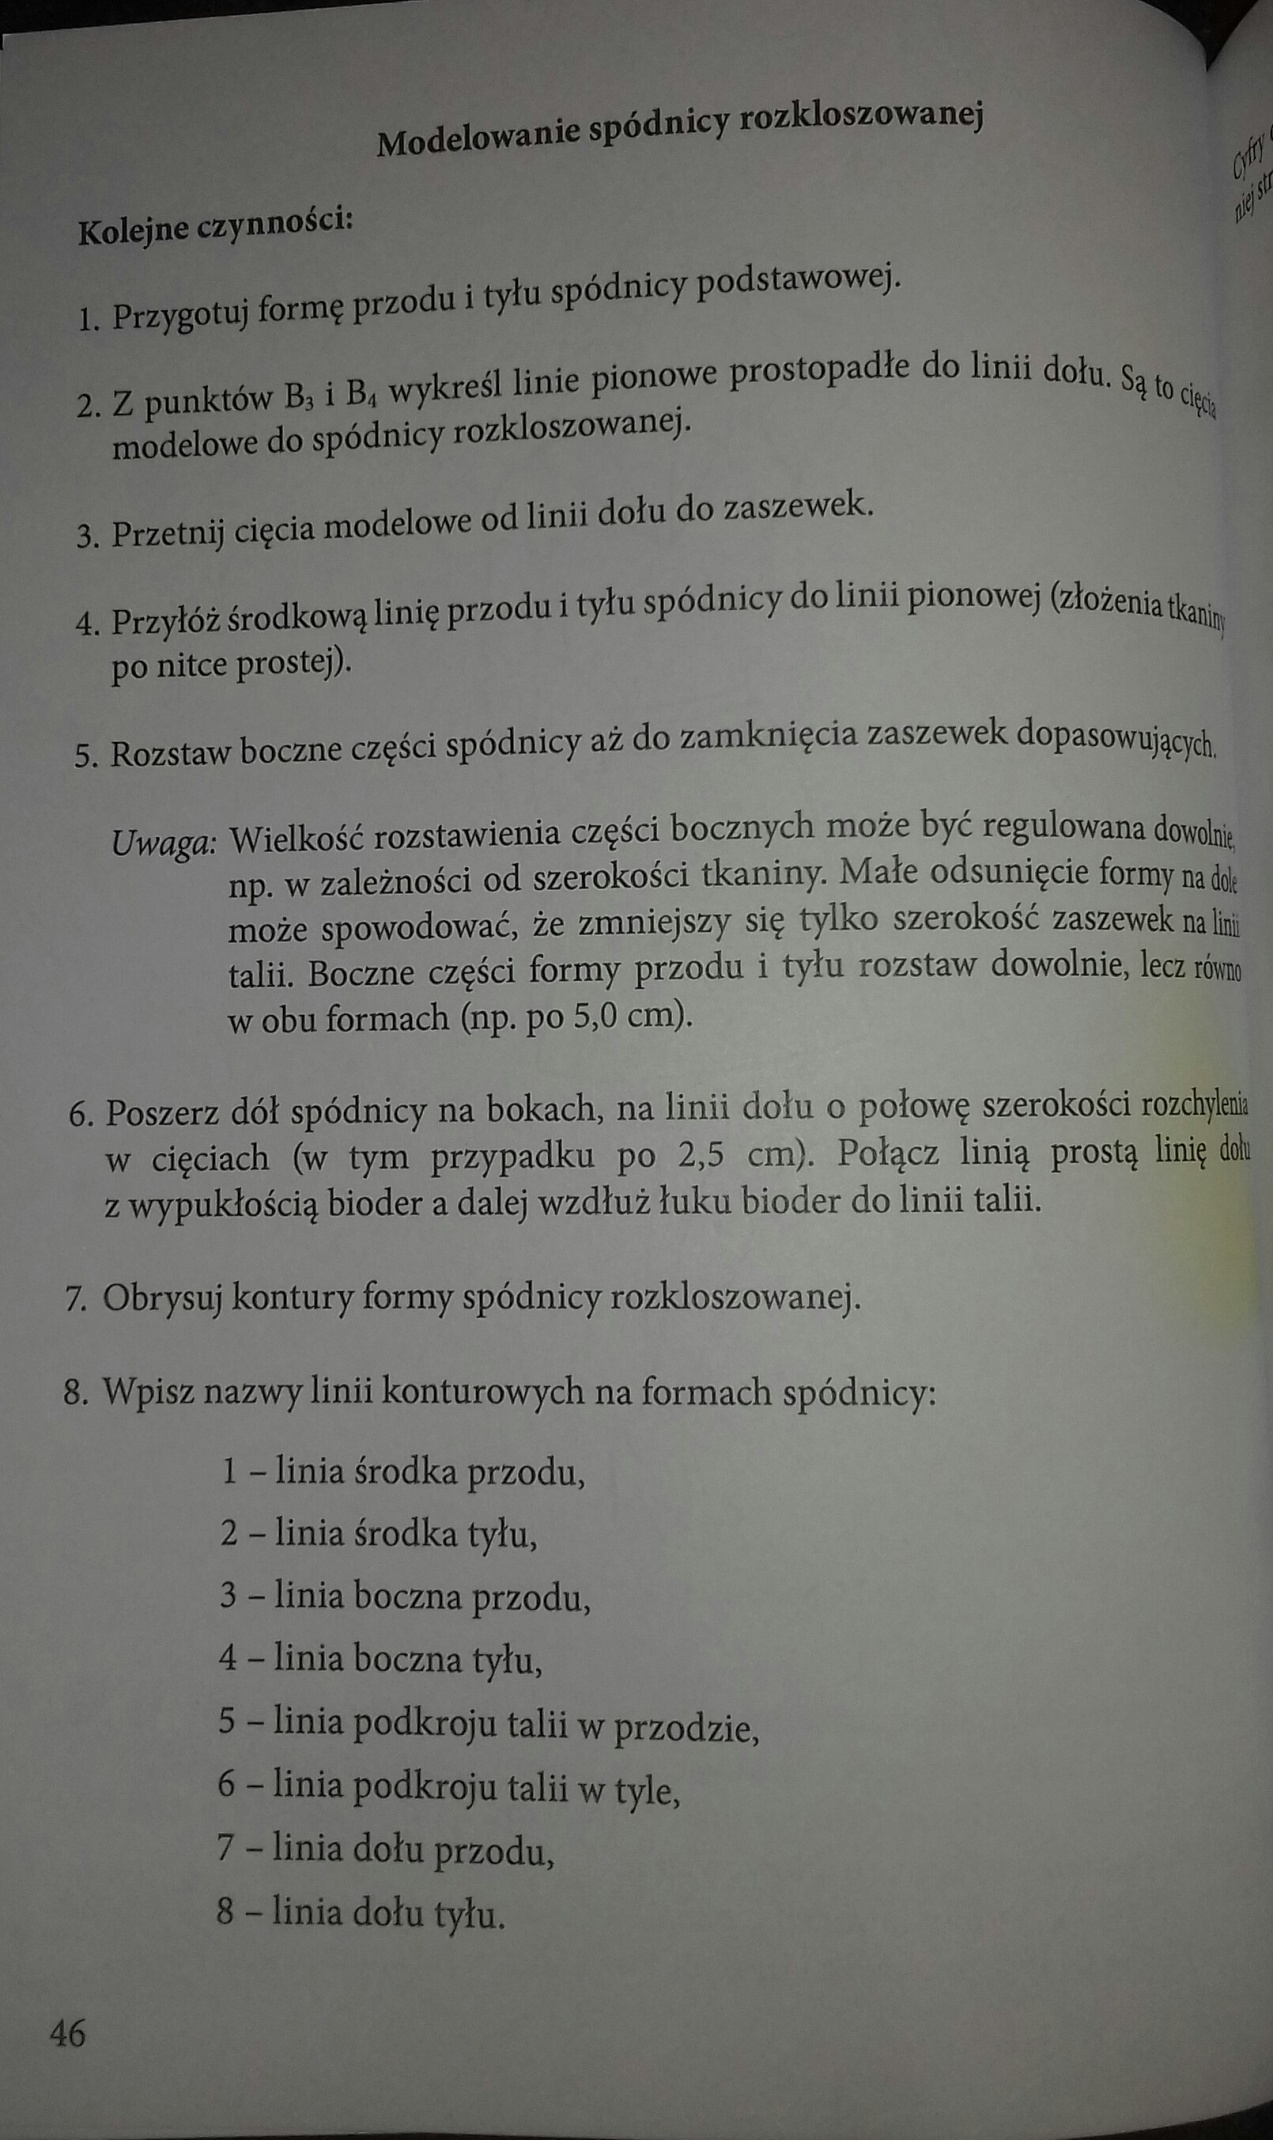 Modelowanie spódnicy rozkloszowanej
Kolejne czynności:
1. Przygotuj formę przodu i tyłu spódnicy podstawowej.
2. Z punktów B₃ i B₄ wykreśl linie pionowe prostopadłe do linii dołu. Są to cięcia
modelowe do spódnicy rozkloszowanej.
3. Przetnij cięcia modelowe od linii dołu do zaszewek.
4. Przyłóż środkową linię przodu i tyłu spódnicy do linii pionowej (złożenia tkaniny
po nitce prostej).
5. Rozstaw boczne części spódnicy aż do zamknięcia zaszewek dopasowujących.
Uwaga: Wielkość rozstawienia części bocznych może być regulowana dowolnie,
np. w zależności od szerokości tkaniny. Małe odsunięcie formy na dole
może spowodować, że zmniejszy się tylko szerokość zaszewek na linii
talii. Boczne części formy przodu i tyłu rozstaw dowolnie, lecz równo
w obu formach (np. po 5,0 cm).
6. Poszerz dół spódnicy na bokach, na linii dołu o połowę szerokości rozchylenia
w cięciach (w tym przypadku po 2,5 cm). Połącz linią prostą linię dołu
z wypukłością bioder a dalej wzdłuż łuku bioder do linii talii.
7. Obrysuj kontury formy spódnicy rozkloszowanej.
8. Wpisz nazwy linii konturowych na formach spódnicy:
1 – linia środka przodu,
2 – linia środka tyłu,
3 – linia boczna przodu,
4 – linia boczna tyłu,
5 – linia podkroju talii w przodzie,
6 – linia podkroju talii w tyle,
7 – linia dołu przodu,
8 – linia dołu tyłu.
46
Cyfry
niej